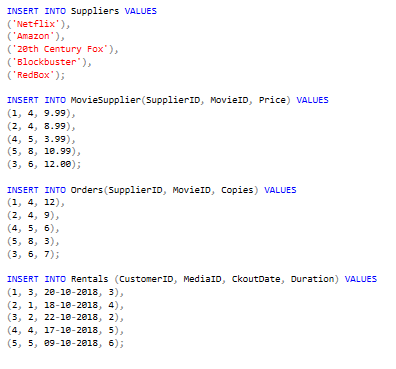 INSERT INTO Suppliers VALUES
('Netflix'),
('Amazon'),
('20th Century Fox'),
('Blockbuster'),
('RedBox');
INSERT INTO MovieSupplier(SupplierID, MovieID, Price) VALUES
(1, 4, 9.99),
(2, 4, 8.99),
(4, 5, 3.99),
(5, 8, 10.99),
(3, 6, 12.00);
INSERT INTO Orders(SupplierID, MovieID, Copies) VALUES
(1, 4, 12),
(2, 4, 9),
(4, 5, 6),
(5, 8, 3),
(3, 6, 7);
INSERT INTO Rentals (CustomerID, MediaID, CkoutDate, Duration) VALUES
(1, 3, 20-10-2018, 3),
(2, 1, 18-10-2018, 4),
(3, 2, 22-10-2018, 2),
(4, 4, 17-10-2018, 5),
(5, 5, 09-10-2018, 6);